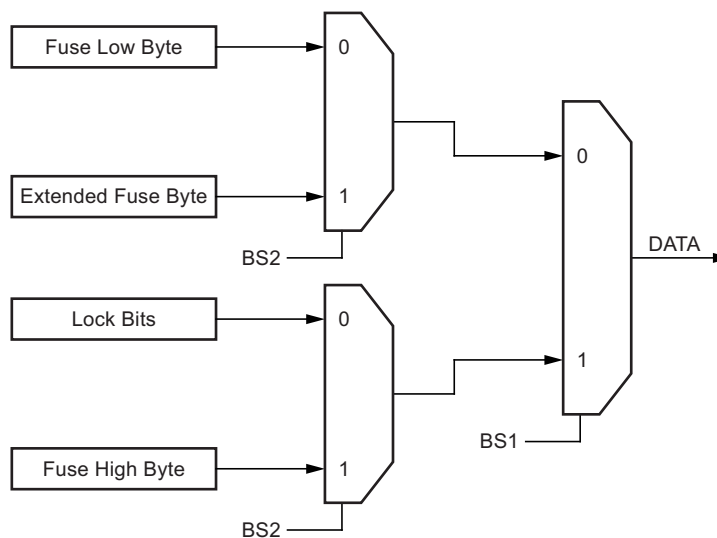 Fuse Low Byte
0
Extended Fuse Byte
1
BS2
0
DATA
Lock Bits
0
1
BS1
Fuse High Byte
1
BS2